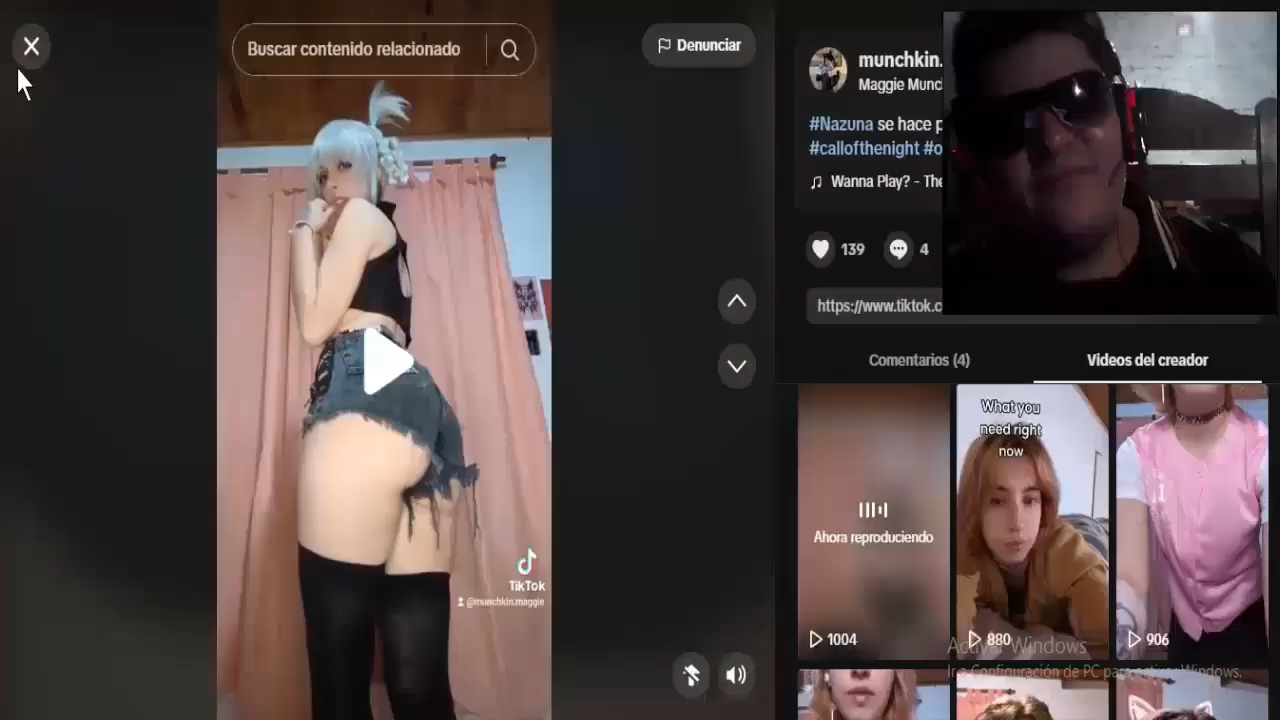 Buscar contenido relacionado
Denunciar
munchkin.
Maggie Munc
#Nazuna se hace p
#callofthenight #o
Wanna Play? - The
139
4
https://www.tiktok.c
Comentarios (4)
Videos del creador
What you
need right
now
Ahora reproduciendo
1004
880
906
TikTok
@munchkin.maggie
Activar Windows
Ir a Configuración de PC para activar Windows.